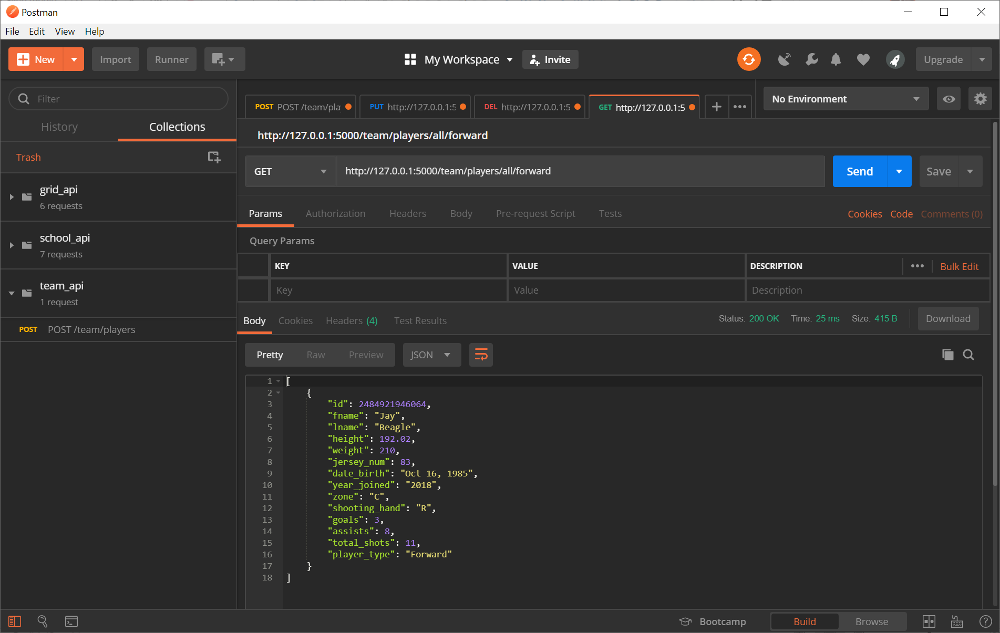 Postman
File Edit View Help
New Import Runner My Workspace Invite Upgrade
Filter
History Collections
Trash
grid_api
6 requests
school_api
7 requests
team_api
1 request
POST POST /team/players
POST POST /team/pla PUT http://127.0.0.1:5 DEL http://127.0.0.1:5 GET http://127.0.0.1:5 No Environment
http://127.0.0.1:5000/team/players/all/forward
GET http://127.0.0.1:5000/team/players/all/forward Send Save
Params Authorization Headers Body Pre-request Script Tests Cookies Code Comments (0)
Query Params
KEY VALUE DESCRIPTION Bulk Edit
Key Value Description
Body Cookies Headers (4) Test Results Status: 200 OK Time: 25 ms Size: 415 B Download
Pretty Raw Preview JSON
1 [
2 {
3 "id": 2484921946064,
4 "fname": "Jay",
5 "lname": "Beagle",
6 "height": 192.02,
7 "weight": 210,
8 "jersey_num": 83,
9 "date_birth": "Oct 16, 1985",
10 "year_joined": "2018",
11 "zone": "C",
12 "shooting_hand": "R",
13 "goals": 3,
14 "assists": 8,
15 "total_shots": 11,
16 "player_type": "Forward"
17 }
18 ]
Bootcamp Build Browse